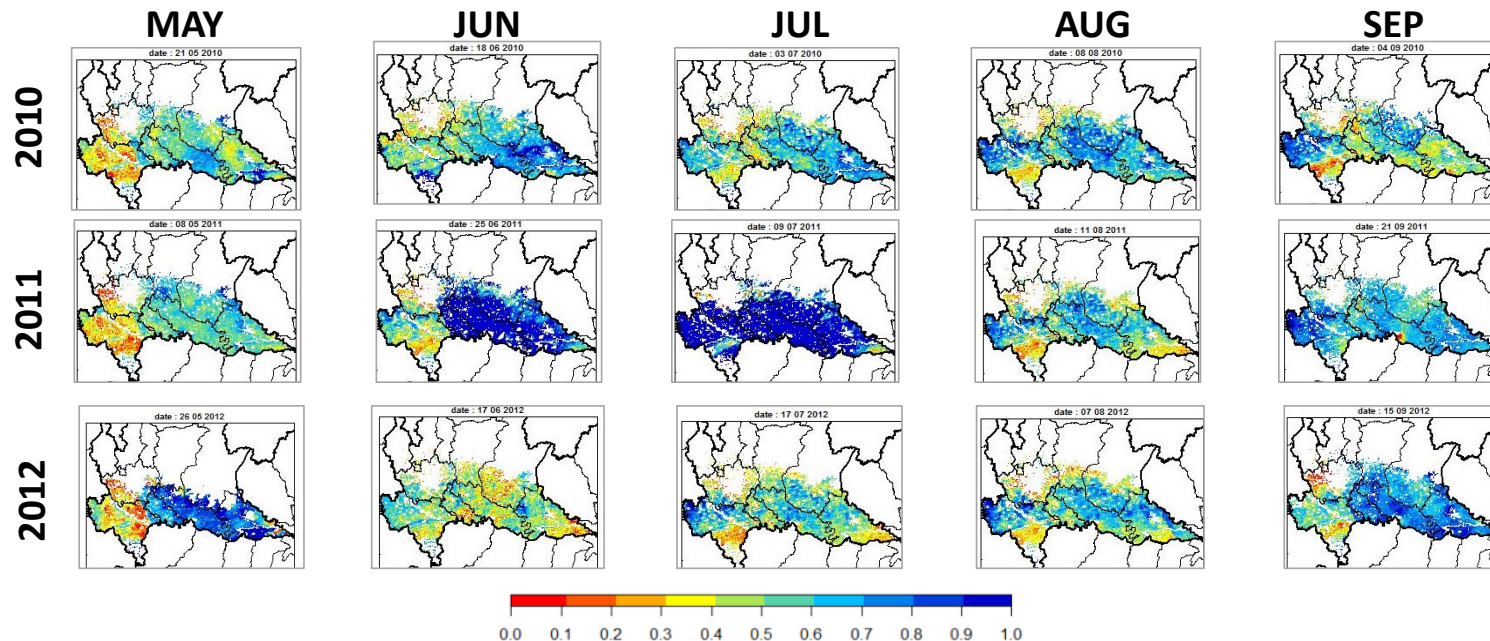 MAY JUN JUL AUG SEP
2010
date : 21 05 2010
date : 18 06 2010
date : 03 07 2010
date : 08 08 2010
date : 04 09 2010
2011
date : 08 05 2011
date : 25 06 2011
date : 09 07 2011
date : 11 08 2011
date : 21 09 2011
2012
date : 26 05 2012
date : 17 06 2012
date : 17 07 2012
date : 07 08 2012
date : 15 09 2012
0.0 0.1 0.2 0.3 0.4 0.5 0.6 0.7 0.8 0.9 1.0